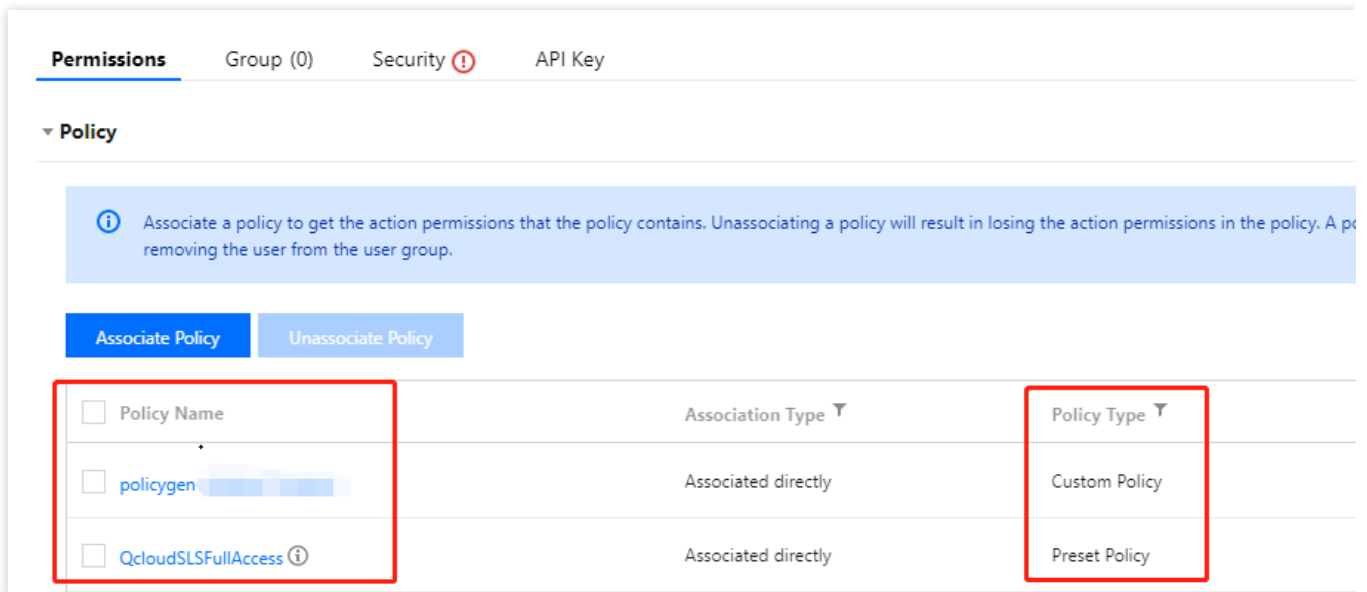 Permissions Group (0) Security API Key
Policy
Associate a policy to get the action permissions that the policy contains. Unassociating a policy will result in losing the action permissions in the policy. A
removing the user from the user group.
Associate Policy Unassociate Policy
Policy Name Association Type Policy Type
policygen- Associated directly Custom Policy
QcloudSLSFullAccess Associated directly Preset Policy